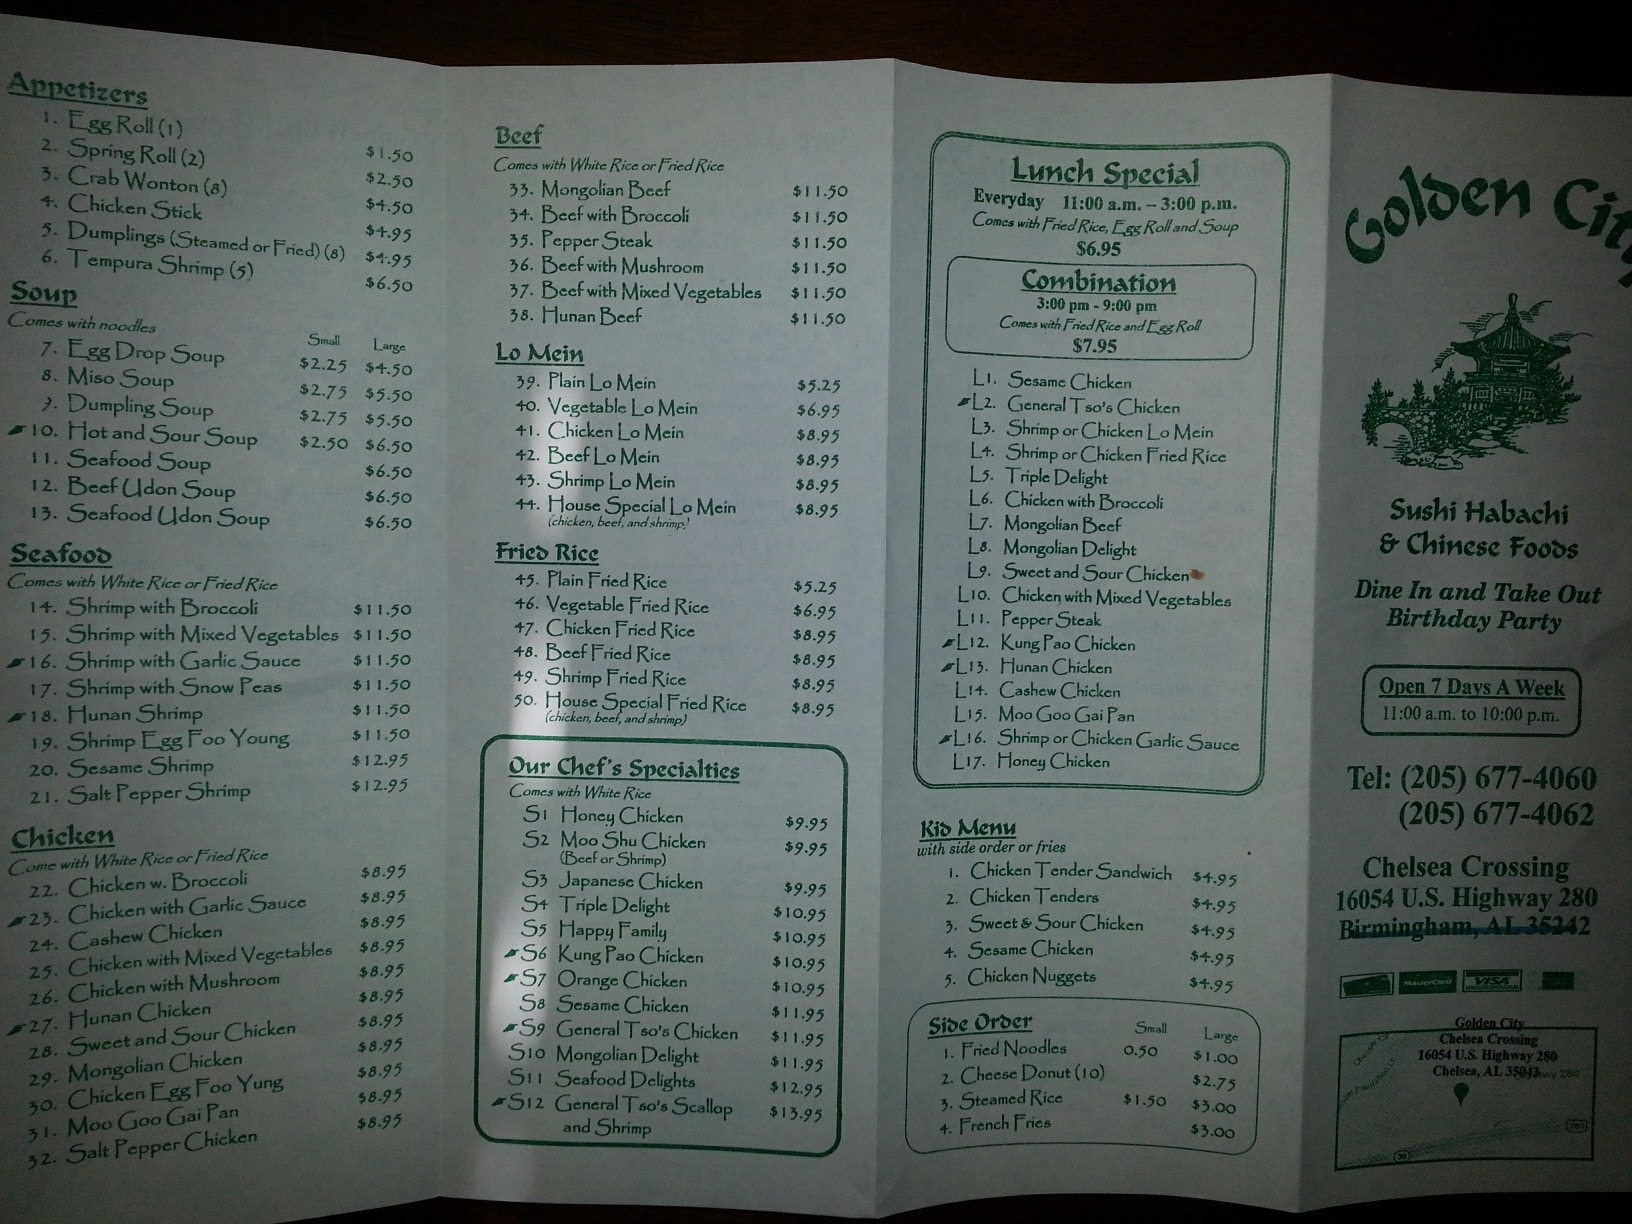 Appetizers
1. Egg Roll (1) $1.50
2. Spring Roll (2) $2.50
3. Crab Wonton (8) $4.50
4. Chicken Stick $4.95
5. Dumplings (Steamed or Fried) (8) $4.95
6. Tempura Shrimp (5) $6.50
Soup
Comes with noodles
Small Large
7. Egg Drop Soup $2.25 $4.50
8. Miso Soup $2.75 $5.50
9. Dumpling Soup $2.75 $5.50
10. Hot and Sour Soup $2.50 $6.50
11. Seafood Soup $6.50
12. Beef Udon Soup $6.50
13. Seafood Udon Soup $6.50
Seafood
Comes with White Rice or Fried Rice
14. Shrimp with Broccoli $11.50
15. Shrimp with Mixed Vegetables $11.50
16. Shrimp with Garlic Sauce $11.50
17. Shrimp with Snow Peas $11.50
18. Hunan Shrimp $11.50
19. Shrimp Egg Foo Young $11.50
20. Sesame Shrimp $12.95
21. Salt Pepper Shrimp $12.95
Chicken
Come with White Rice or Fried Rice
22. Chicken w. Broccoli $8.95
23. Chicken with Garlic Sauce $8.95
24. Cashew Chicken $8.95
25. Chicken with Mixed Vegetables $8.95
26. Chicken with Mushroom $8.95
27. Hunan Chicken $8.95
28. Sweet and Sour Chicken $8.95
29. Mongolian Chicken $8.95
30. Chicken Egg Foo Yung $8.95
31. Moo Goo Gai Pan $8.95
32. Salt Pepper Chicken $8.95
Beef
Comes with White Rice or Fried Rice
33. Mongolian Beef $11.50
34. Beef with Broccoli $11.50
35. Pepper Steak $11.50
36. Beef with Mushroom $11.50
37. Beef with Mixed Vegetables $11.50
38. Hunan Beef $11.50
Lo Mein
39. Plain Lo Mein $5.25
40. Vegetable Lo Mein $6.95
41. Chicken Lo Mein $8.95
42. Beef Lo Mein $8.95
43. Shrimp Lo Mein $8.95
44. House Special Lo Mein $8.95
(chicken, beef, and shrimp)
Fried Rice
45. Plain Fried Rice $5.25
46. Vegetable Fried Rice $6.95
47. Chicken Fried Rice $8.95
48. Beef Fried Rice $8.95
49. Shrimp Fried Rice $8.95
50. House Special Fried Rice $8.95
(chicken, beef, and shrimp)
Our Chef's Specialties
Comes with White Rice
S1 Honey Chicken $9.95
S2 Moo Shu Chicken $9.95
(Beef or Shrimp)
S3 Japanese Chicken $9.95
S4 Triple Delight $10.95
S5 Happy Family $10.95
S6 Kung Pao Chicken $10.95
S7 Orange Chicken $10.95
S8 Sesame Chicken $11.95
S9 General Tso's Chicken $11.95
S10 Mongolian Delight $11.95
S11 Seafood Delights $12.95
S12 General Tso's Scallop $13.95
and Shrimp
Lunch Special
Everyday 11:00 a.m. – 3:00 p.m.
Comes with Fried Rice, Egg Roll and Soup
$6.95
Combination
3:00 pm - 9:00 pm
Comes with Fried Rice and Egg Roll
$7.95
L1. Sesame Chicken
L2. General Tso's Chicken
L3. Shrimp or Chicken Lo Mein
L4. Shrimp or Chicken Fried Rice
L5. Triple Delight
L6. Chicken with Broccoli
L7. Mongolian Beef
L8. Mongolian Delight
L9. Sweet and Sour Chicken
L10. Chicken with Mixed Vegetables
L11. Pepper Steak
L12. Kung Pao Chicken
L13. Hunan Chicken
L14. Cashew Chicken
L15. Moo Goo Gai Pan
L16. Shrimp or Chicken Garlic Sauce
L17. Honey Chicken
Kid Menu
with side order or fries
1. Chicken Tender Sandwich $4.95
2. Chicken Tenders $4.95
3. Sweet & Sour Chicken $4.95
4. Sesame Chicken $4.95
5. Chicken Nuggets $4.95
Side Order Small Large
1. Fried Noodles 0.50 $1.00
2. Cheese Donut (10) $2.75
3. Steamed Rice $1.50 $3.00
4. French Fries $3.00
Golden City
Sushi Habachi
& Chinese Foods
Dine In and Take Out
Birthday Party
Open 7 Days A Week
11:00 a.m. to 10:00 p.m.
Tel: (205) 677-4060
(205) 677-4062
Chelsea Crossing
16054 U.S. Highway 280
Birmingham, AL 35242
MasterCard VISA
Golden City
Chelsea Crossing
16054 U.S. Highway 280
Chelsea, AL 35043
280